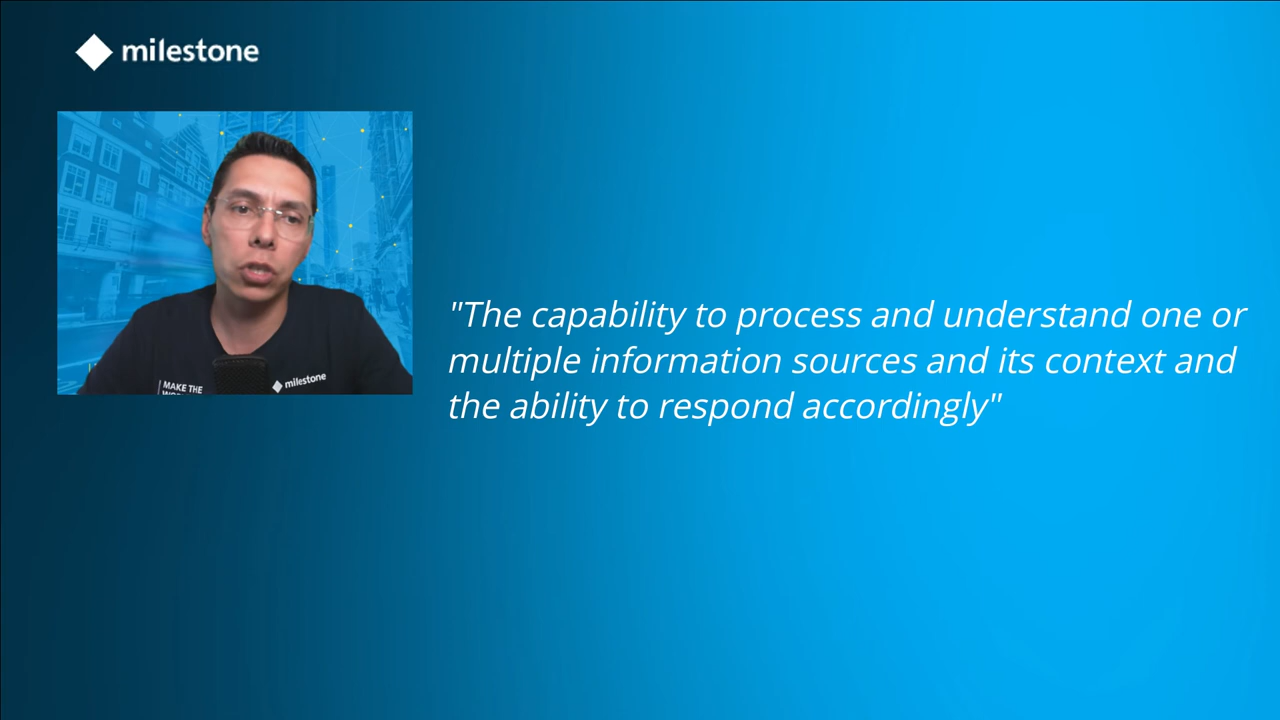 milestone
"The capability to process and understand one or
multiple information sources and its context and
the ability to respond accordingly"
MAKE THE
milestone